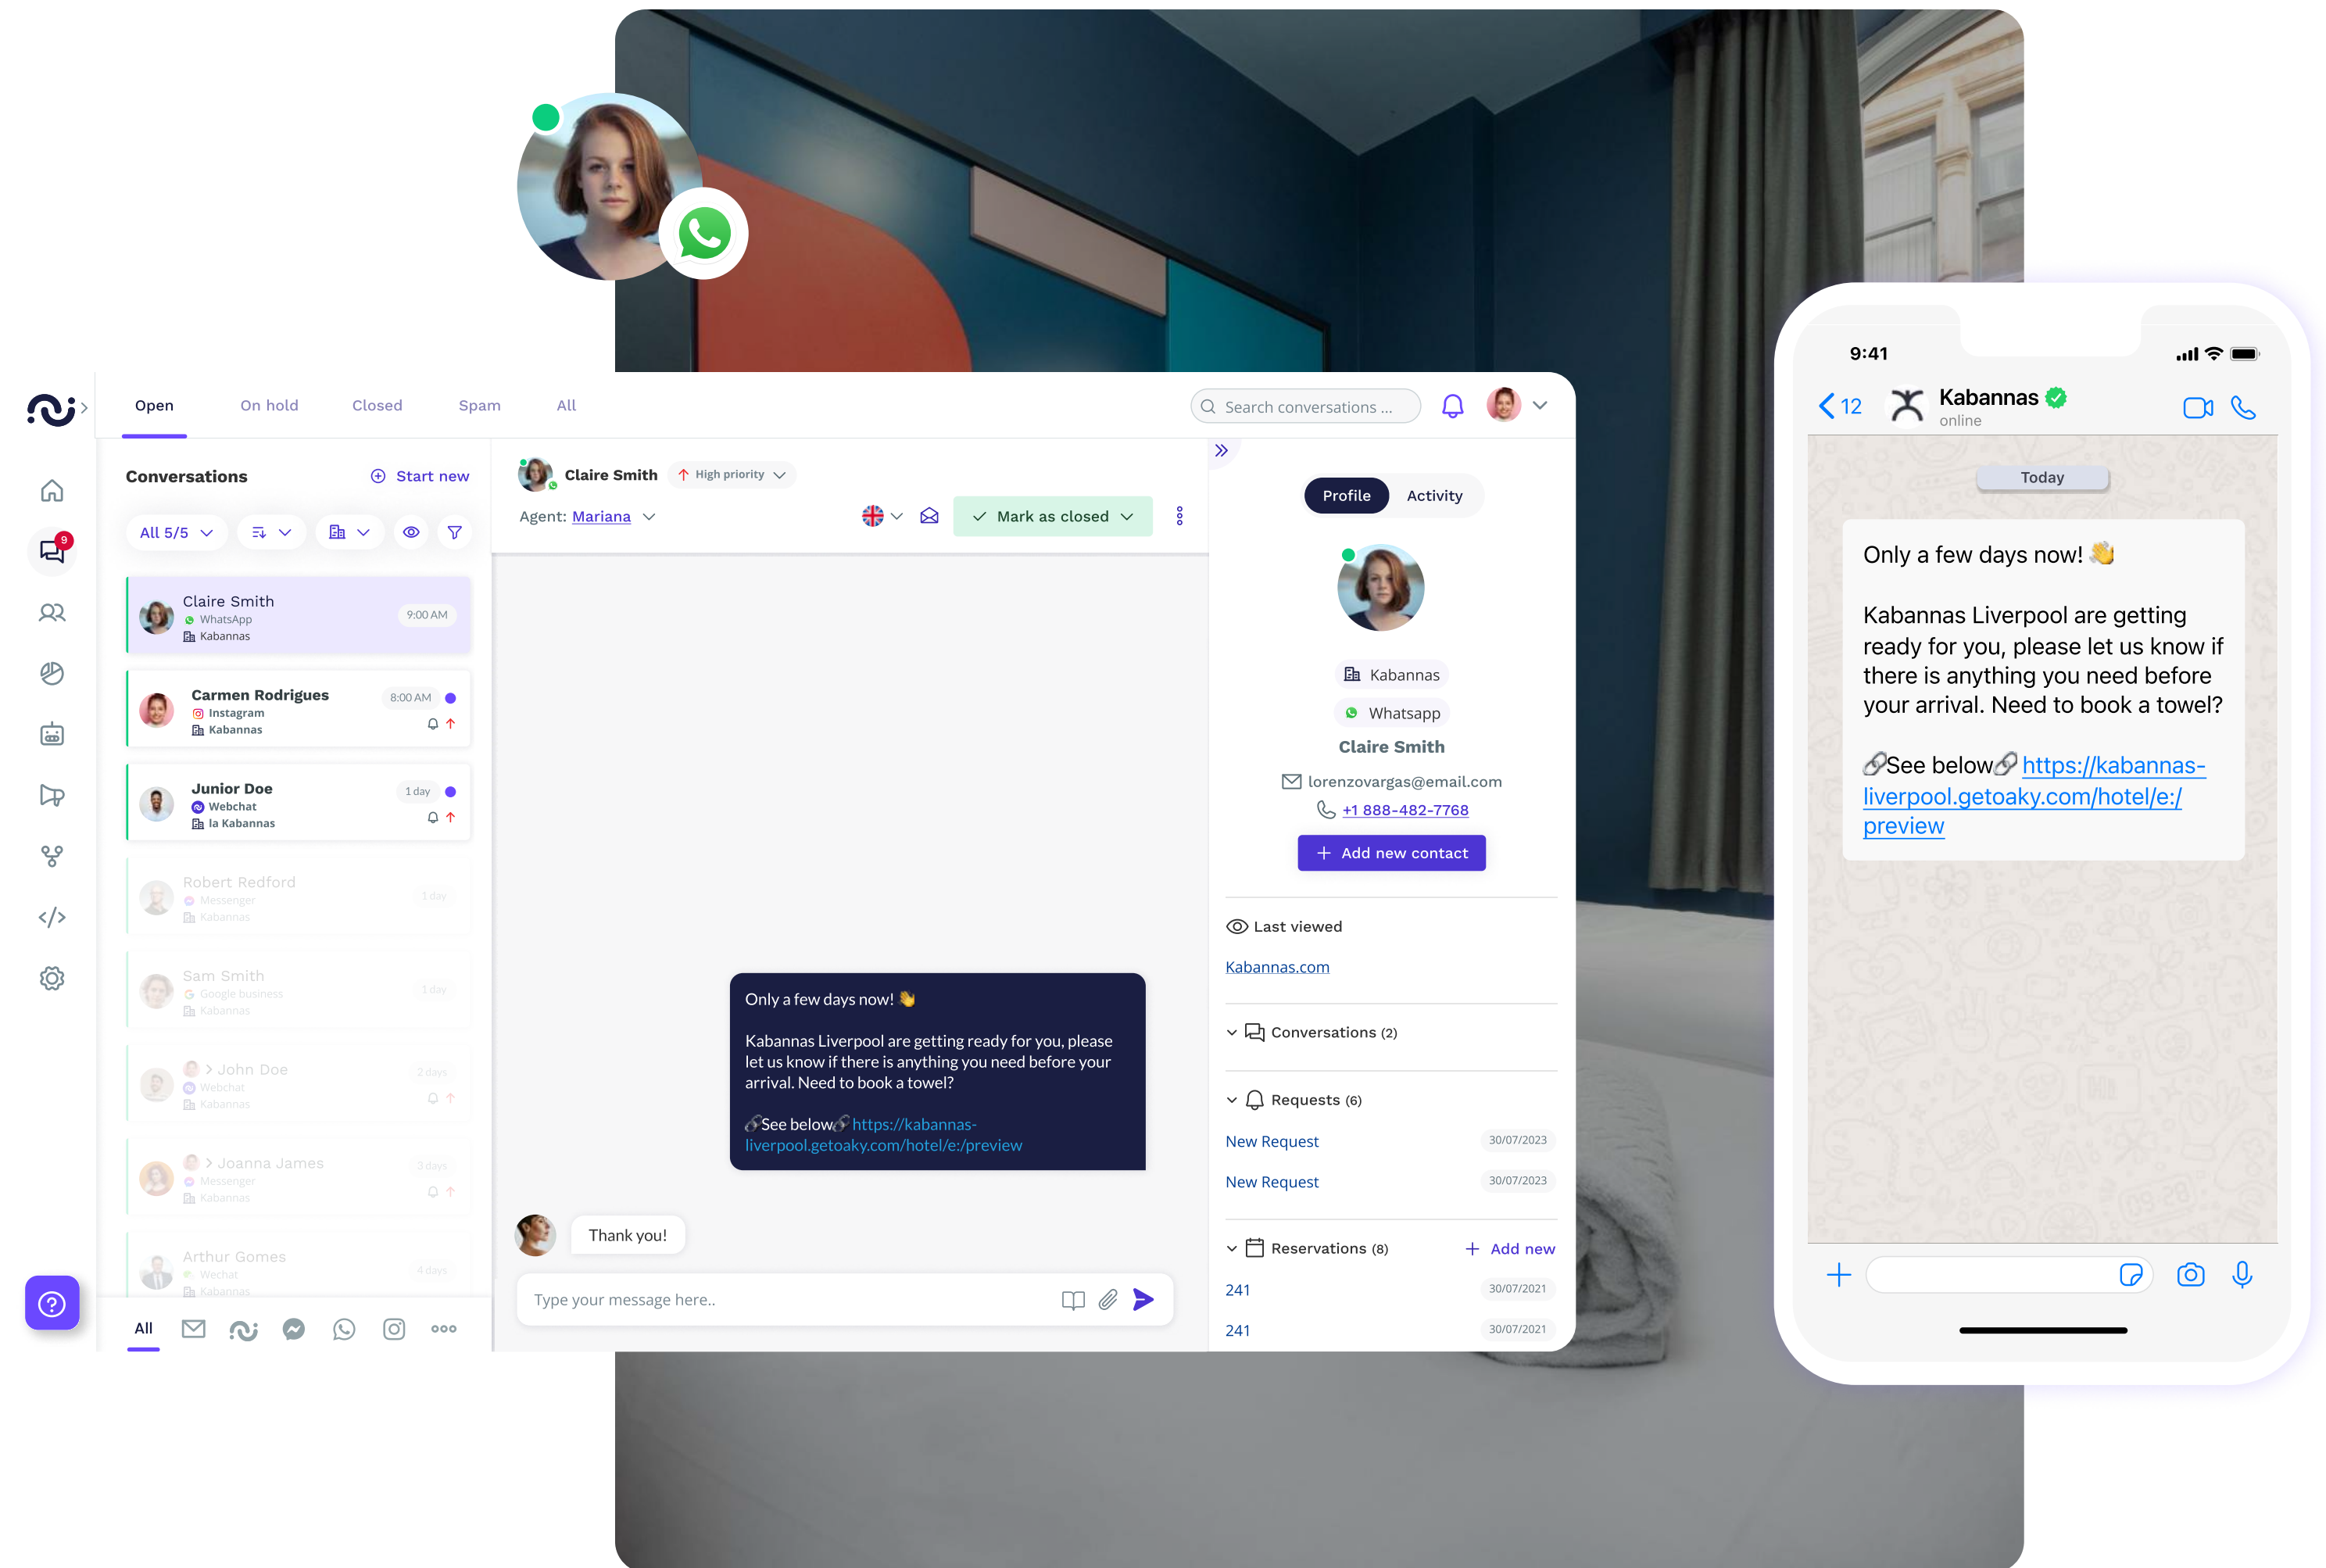 Open
On hold
Closed
Spam
All
Search conversations ...
9
Conversations
Start new
All 5/5
Claire Smith
WhatsApp
Kabannas
9:00 AM
Carmen Rodrigues
Instagram
Kabannas
8:00 AM
Junior Doe
Webchat
la Kabannas
1 day
Robert Redford
Messenger
Kabannas
1 day
Sam Smith
Google business
Kabannas
1 day
John Doe
Webchat
Kabannas
2 days
Joanna James
Messenger
Kabannas
3 days
Arthur Gomes
Wechat
Kabannas
4 days
All
Claire Smith
High priority
Agent: Mariana
Mark as closed
Only a few days now! 👋
Kabannas Liverpool are getting ready for you, please
let us know if there is anything you need before your
arrival. Need to book a towel?
🔗See below🔗 https://kabannas-
liverpool.getoaky.com/hotel/e:/preview
Thank you!
Type your message here..
Profile
Activity
Kabannas
Whatsapp
Claire Smith
lorenzovargas@email.com
+1 888-482-7768
+ Add new contact
Last viewed
Kabannas.com
Conversations (2)
Requests (6)
New Request
30/07/2023
New Request
30/07/2023
Reservations (8)
+ Add new
241
30/07/2021
241
30/07/2021
9:41
12
Kabannas
online
Today
Only a few days now! 👋
Kabannas Liverpool are getting
ready for you, please let us know if
there is anything you need before
your arrival. Need to book a towel?
🔗See below🔗 https://kabannas-
liverpool.getoaky.com/hotel/e:/
preview